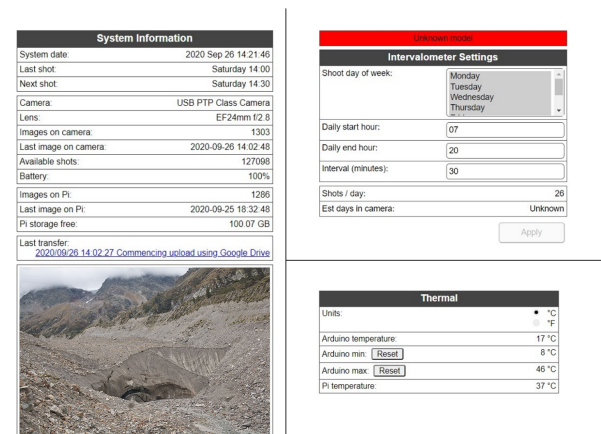 System Information
System date: 2020 Sep 26 14:21:46
Last shot: Saturday 14:00
Next shot: Saturday 14:30
Camera: USB PTP Class Camera
Lens: EF24mm f/2.8
Images on camera: 1303
Last image on camera: 2020-09-26 14:02:48
Available shots: 127098
Battery: 100%
Images on Pi: 1286
Last image on Pi: 2020-09-25 18:32:48
Pi storage free: 100.07 GB
Last transfer:
2020/09/26 14:02:27 Commencing upload using Google Drive
Unknown model
Intervalometer Settings
Shoot day of week: Monday
Tuesday
Wednesday
Thursday
Daily start hour: 07
Daily end hour: 20
Interval (minutes): 30
Shots / day: 26
Est days in camera: Unknown
Apply
Thermal
Units: °C
°F
Arduino temperature: 17 °C
Arduino min: Reset 8 °C
Arduino max: Reset 46 °C
Pi temperature: 37 °C